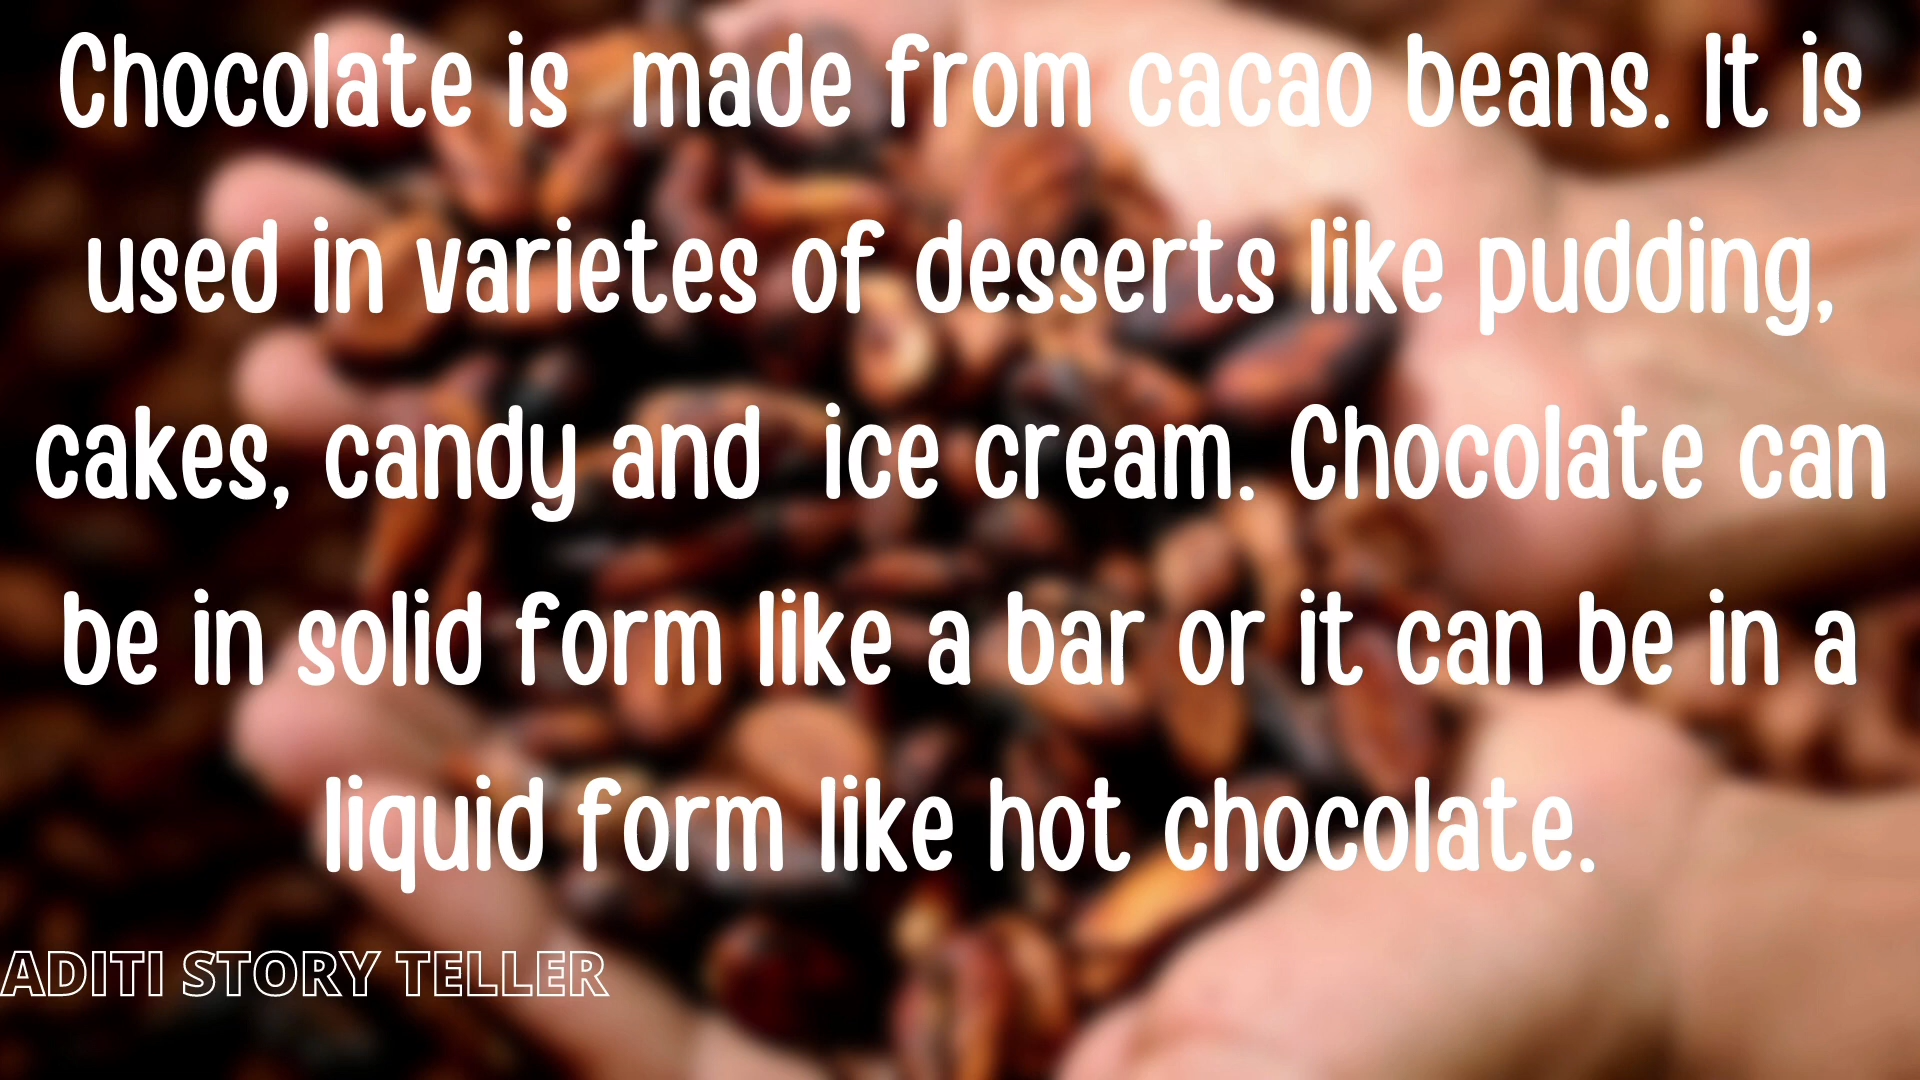 Chocolate is  made from cacao beans. It is
used in varietes of desserts like pudding,
cakes, candy and  ice cream. Chocolate can
be in solid form like a bar or it can be in a
liquid form like hot chocolate.
ADITI STORY TELLER